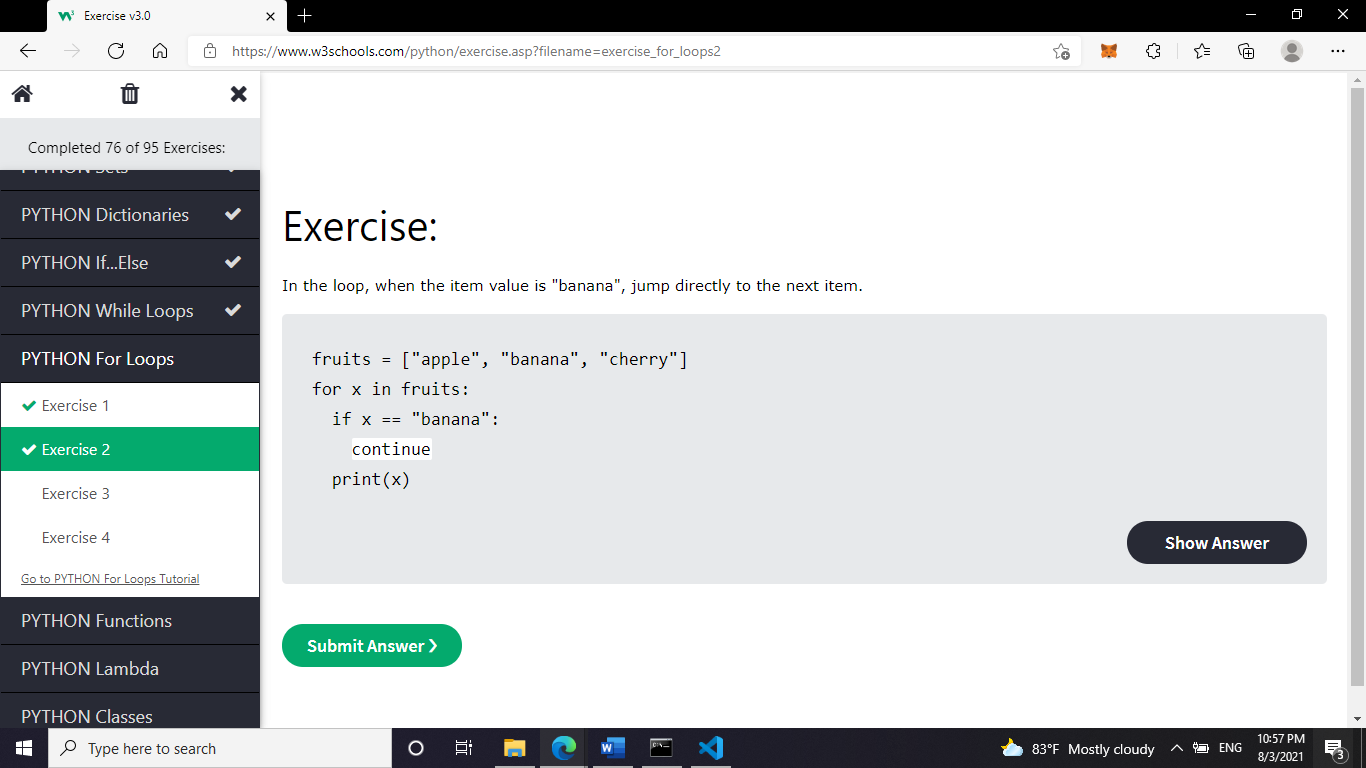 Exercise v3.0
https://www.w3schools.com/python/exercise.asp?filename=exercise_for_loops2
Completed 76 of 95 Exercises:
PYTHON Sets
PYTHON Dictionaries
PYTHON If...Else
PYTHON While Loops
PYTHON For Loops
Exercise 1
Exercise 2
Exercise 3
Exercise 4
Go to PYTHON For Loops Tutorial
PYTHON Functions
PYTHON Lambda
PYTHON Classes
Exercise:
In the loop, when the item value is "banana", jump directly to the next item.
fruits = ["apple", "banana", "cherry"]
for x in fruits:
if x == "banana":
continue
print(x)
Show Answer
Submit Answer ❯
Type here to search
83°F Mostly cloudy
ENG
10:57 PM
8/3/2021
3